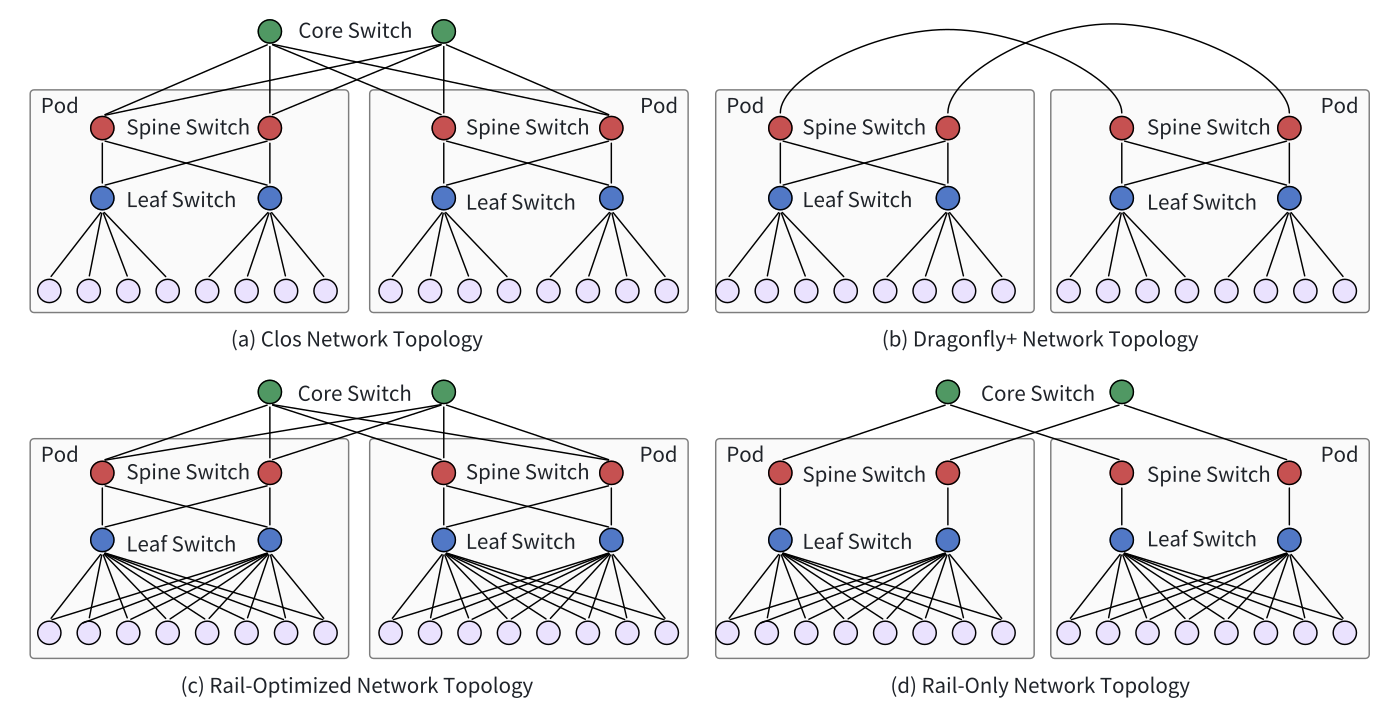 Core Switch
Pod
Pod
Spine Switch
Spine Switch
Leaf Switch
Leaf Switch
(a) Clos Network Topology
Pod
Pod
Spine Switch
Spine Switch
Leaf Switch
Leaf Switch
(b) Dragonfly+ Network Topology
Core Switch
Pod
Pod
Spine Switch
Spine Switch
Leaf Switch
Leaf Switch
(c) Rail-Optimized Network Topology
Core Switch
Pod
Pod
Spine Switch
Spine Switch
Leaf Switch
Leaf Switch
(d) Rail-Only Network Topology